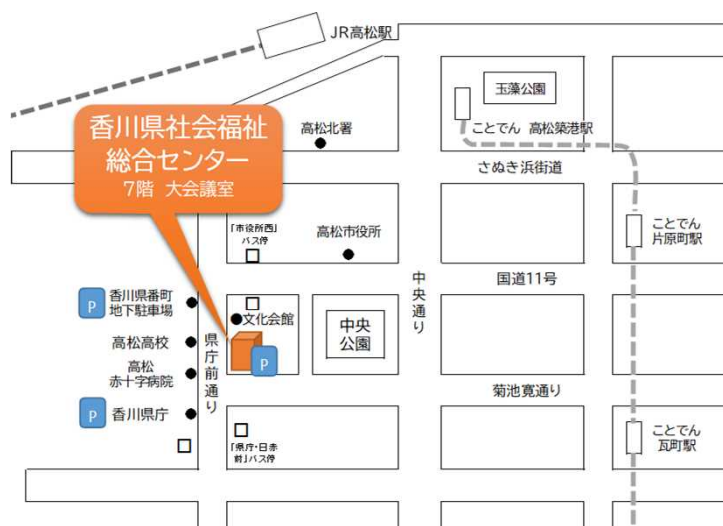 JR高松駅
玉藻公園
香川県社会福祉
総合センター
7階 大会議室
高松北署
ことでん 高松築港駅
さぬき浜街道
「市役所西」
バス停
高松市役所
ことでん
片原町駅
中央通り
国道11号
P
香川県番町
地下駐車場
文化会館
中央
公園
高松高校
県庁前通り
高松
赤十字病院
P
菊池寛通り
P
香川県庁
「県庁・日赤
前」バス停
ことでん
瓦町駅